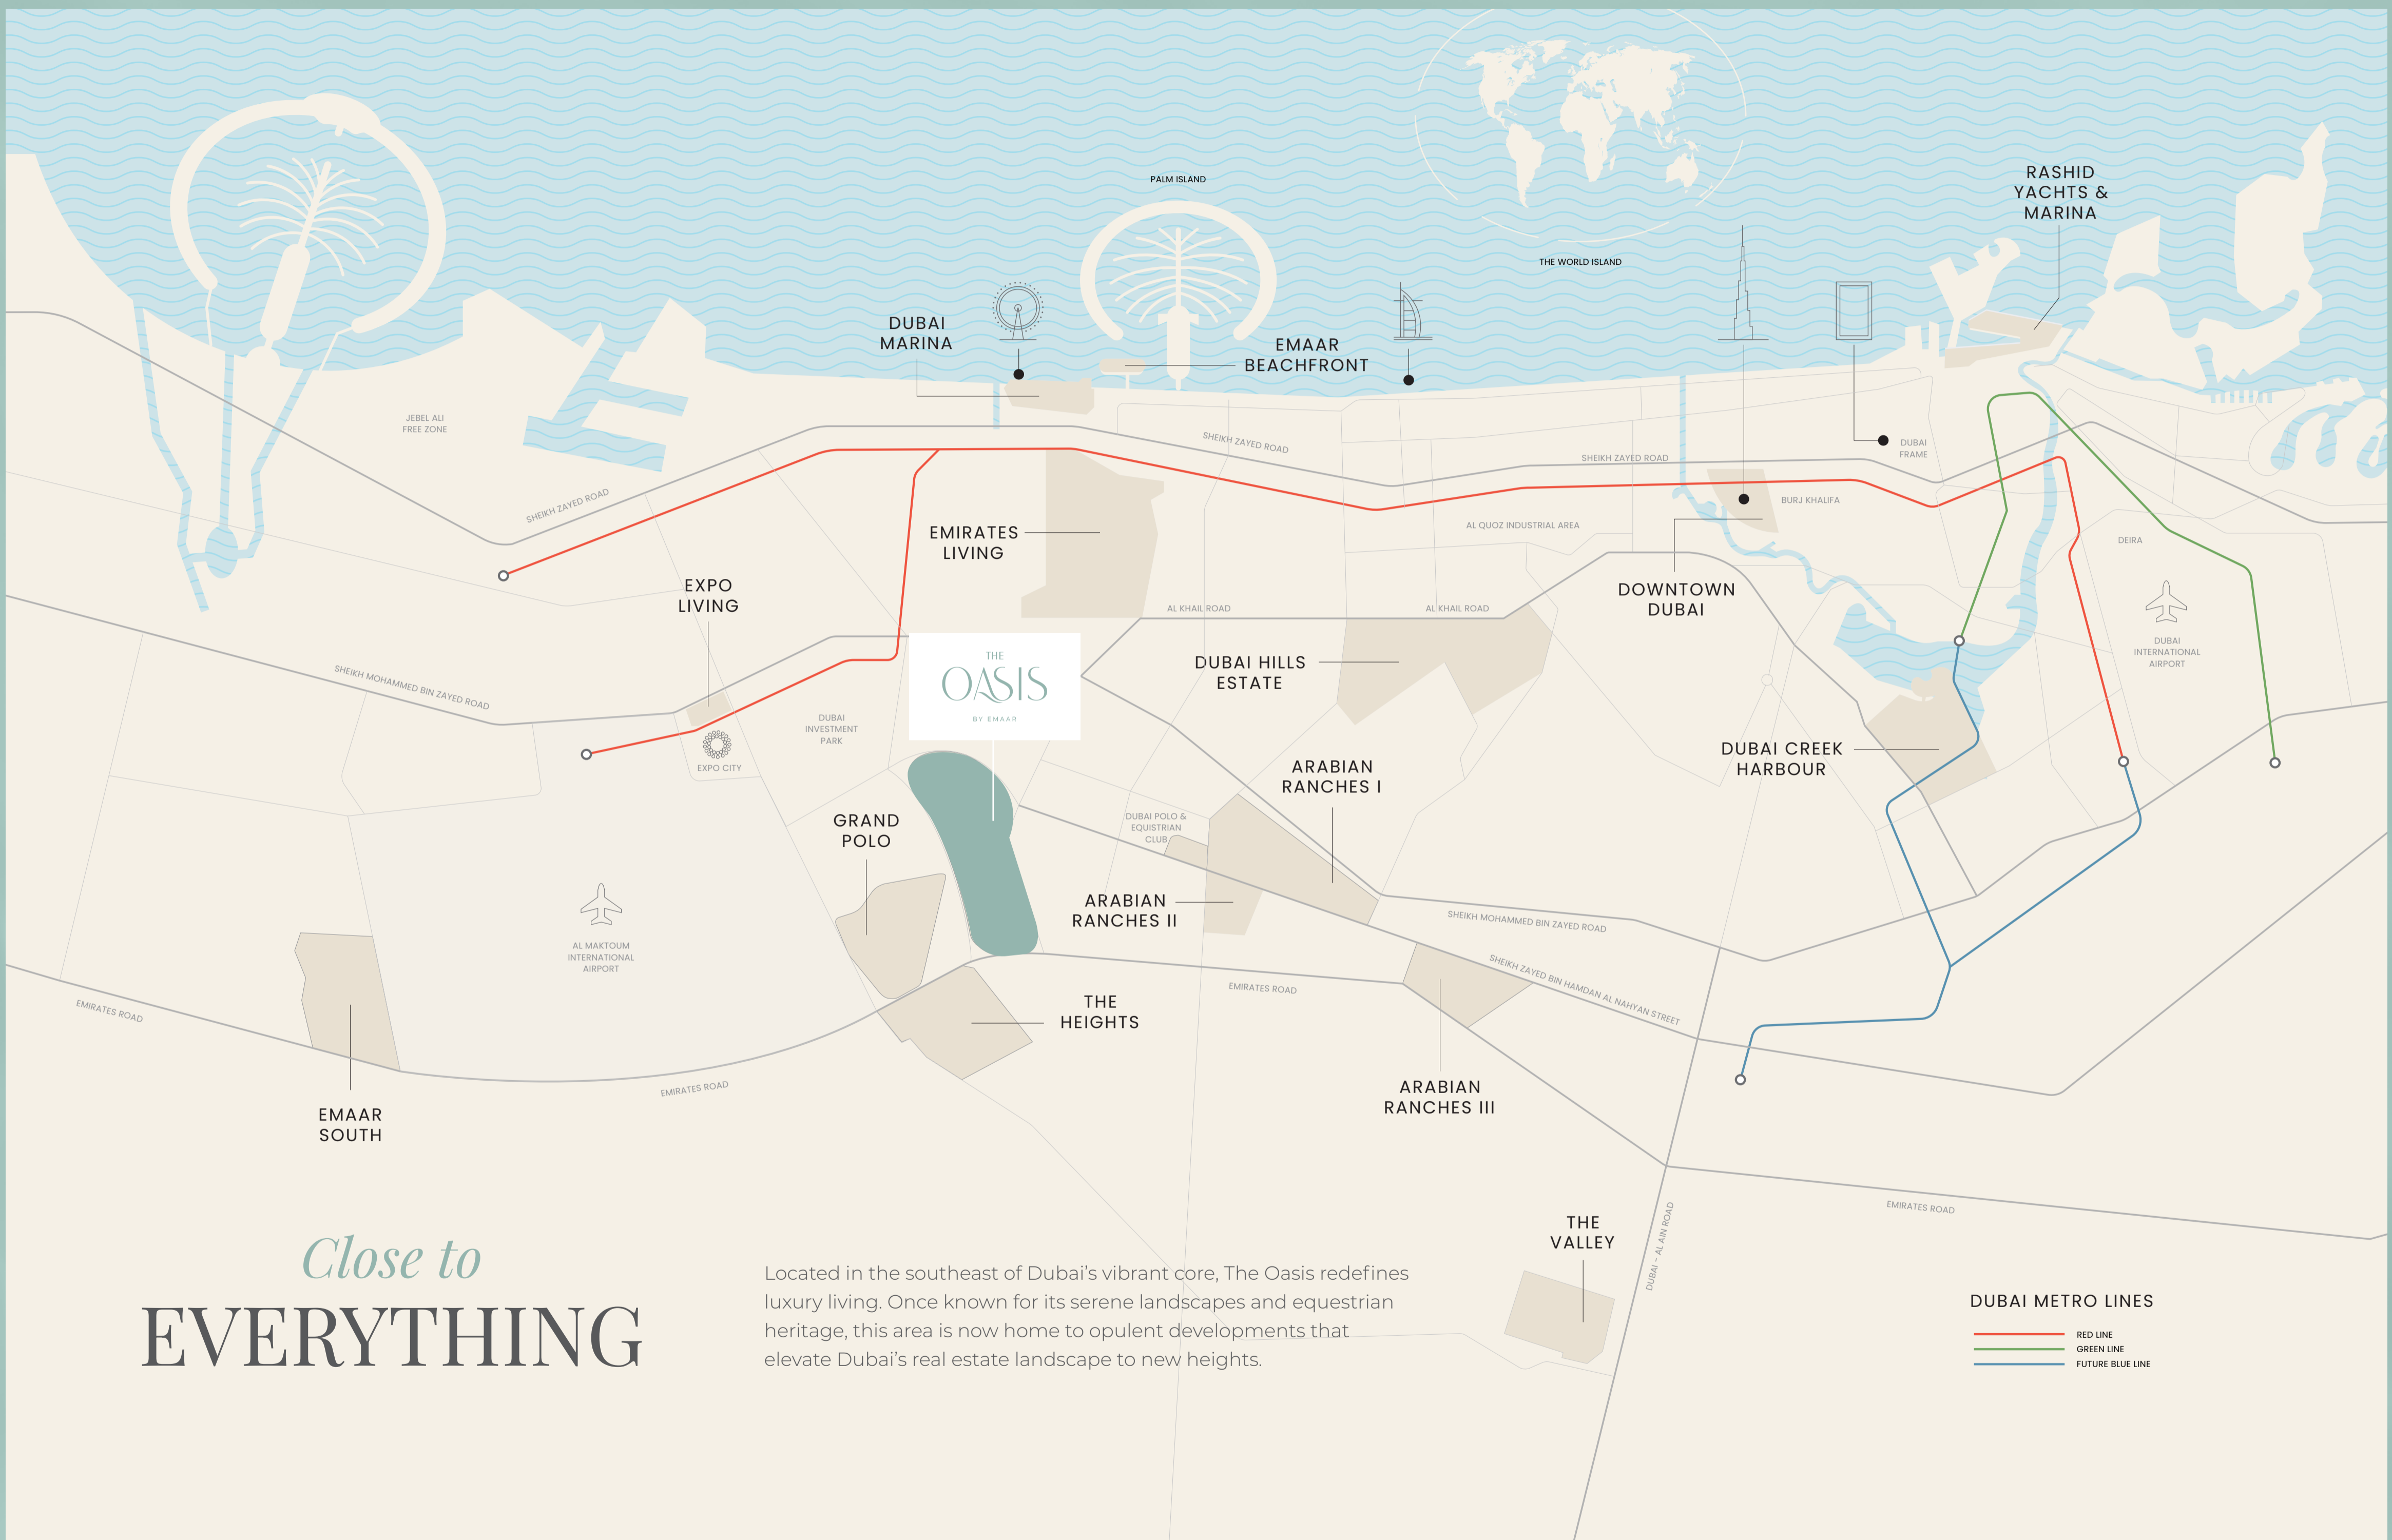 PALM ISLAND
THE WORLD ISLAND
RASHID
YACHTS &
MARINA
DUBAI
MARINA
EMAAR
BEACHFRONT
JEBEL ALI
FREE ZONE
SHEIKH ZAYED ROAD
SHEIKH ZAYED ROAD
SHEIKH ZAYED ROAD
DUBAI
FRAME
BURJ KHALIFA
AL QUOZ INDUSTRIAL AREA
DEIRA
EMIRATES
LIVING
EXPO
LIVING
DOWNTOWN
DUBAI
AL KHAIL ROAD
AL KHAIL ROAD
DUBAI
INTERNATIONAL
AIRPORT
SHEIKH MOHAMMED BIN ZAYED ROAD
THE
OASIS
BY EMAAR
DUBAI HILLS
ESTATE
DUBAI
INVESTMENT
PARK
EXPO CITY
DUBAI CREEK
HARBOUR
ARABIAN
RANCHES I
GRAND
POLO
DUBAI POLO &
EQUISTRIAN
CLUB
ARABIAN
RANCHES II
SHEIKH MOHAMMED BIN ZAYED ROAD
AL MAKTOUM
INTERNATIONAL
AIRPORT
SHEIKH ZAYED BIN HAMDAN AL NAHYAN STREET
EMIRATES ROAD
EMIRATES ROAD
THE
HEIGHTS
EMIRATES ROAD
ARABIAN
RANCHES III
EMAAR
SOUTH
EMIRATES ROAD
THE
VALLEY
DUBAI - AL AIN ROAD
Close to
EVERYTHING
Located in the southeast of Dubai’s vibrant core, The Oasis redefines
luxury living. Once known for its serene landscapes and equestrian
heritage, this area is now home to opulent developments that
elevate Dubai’s real estate landscape to new heights.
DUBAI METRO LINES
RED LINE
GREEN LINE
FUTURE BLUE LINE